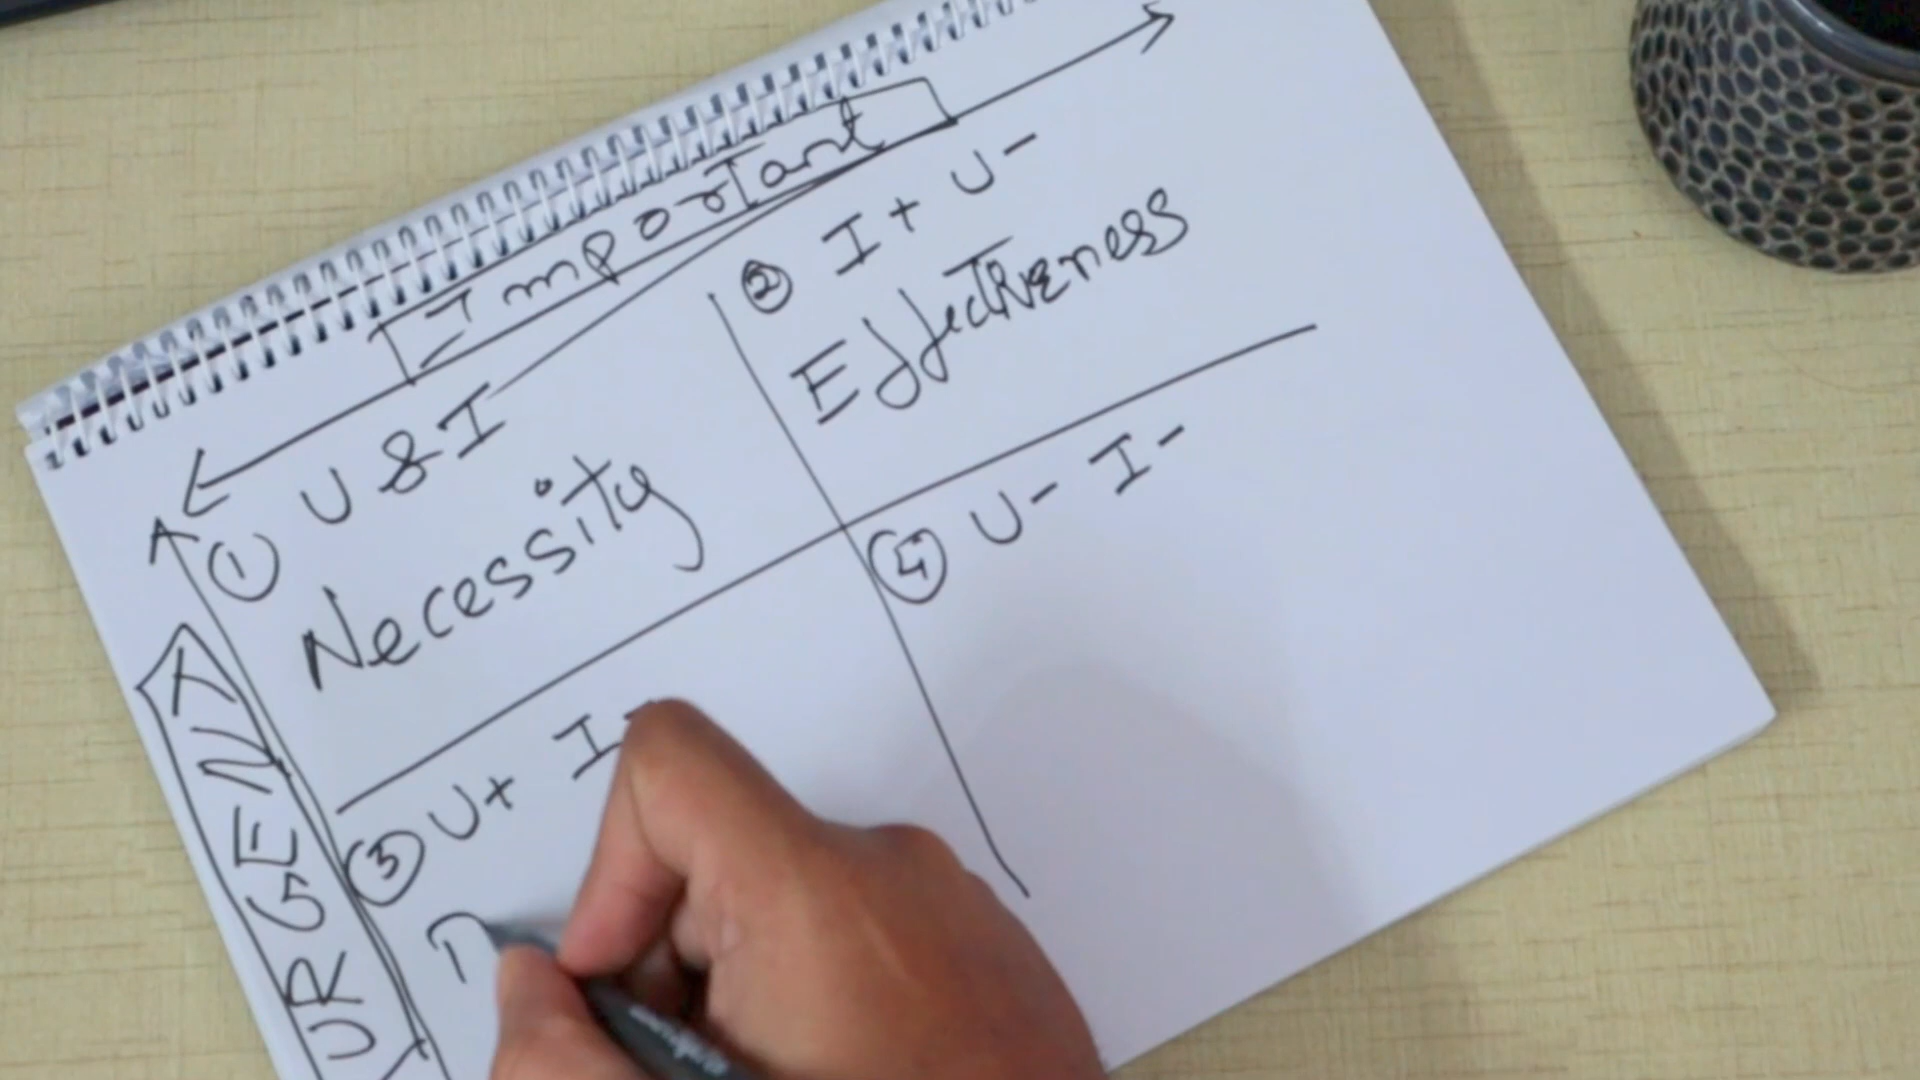 Important
① U & I
Necessity
② I+ U-
Effectiveness
URGENT
③ U+ I-
④ U- I-